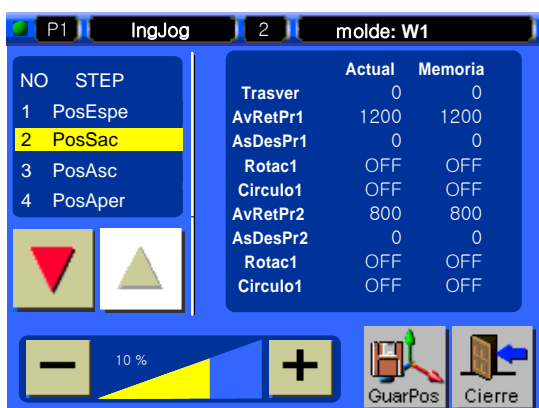 P1 IngJog 2 molde: W1
NO STEP
1 PosEspe
2 PosSac
3 PosAsc
4 PosAper
Actual Memoria
Trasver 0 0
AvRetPr1 1200 1200
AsDesPr1 0 0
Rotac1 OFF OFF
Circulo1 OFF OFF
AvRetPr2 800 800
AsDesPr2 0 0
Rotac1 OFF OFF
Circulo1 OFF OFF
10 %
GuarPos Cierre